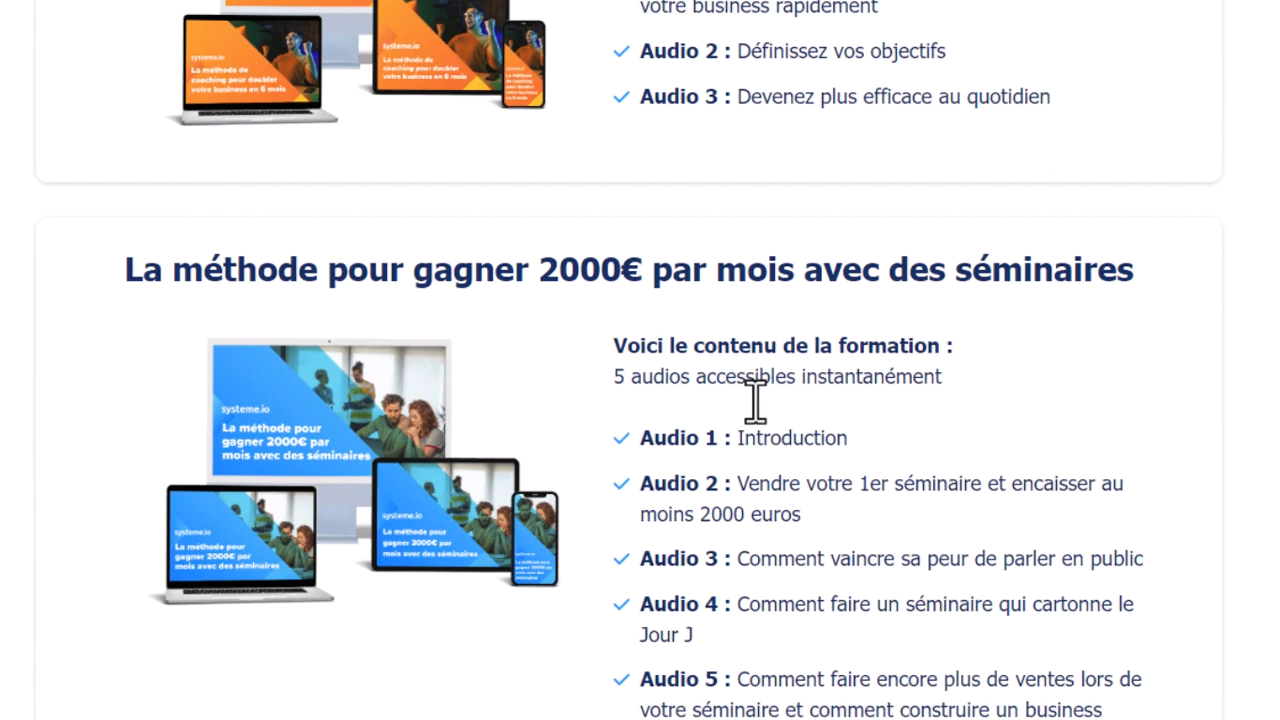 votre business rapidement
Audio 2 : Définissez vos objectifs
Audio 3 : Devenez plus efficace au quotidien
systeme.io
La méthode de
coaching pour doubler
votre business en 6 mois
systeme.io
La méthode de
coaching pour doubler
votre business en 6 mois
La méthode pour gagner 2000€ par mois avec des séminaires
Voici le contenu de la formation :
5 audios accessibles instantanément
Audio 1 : Introduction
Audio 2 : Vendre votre 1er séminaire et encaisser au
moins 2000 euros
Audio 3 : Comment vaincre sa peur de parler en public
Audio 4 : Comment faire un séminaire qui cartonne le
Jour J
Audio 5 : Comment faire encore plus de ventes lors de
votre séminaire et comment construire un business
systeme.io
La méthode pour
gagner 2000€ par
mois avec des séminaires
systeme.io
La méthode pour
gagner 2000€ par
mois avec des séminaires
systeme.io
La méthode pour
gagner 2000€ par
mois avec des séminaires